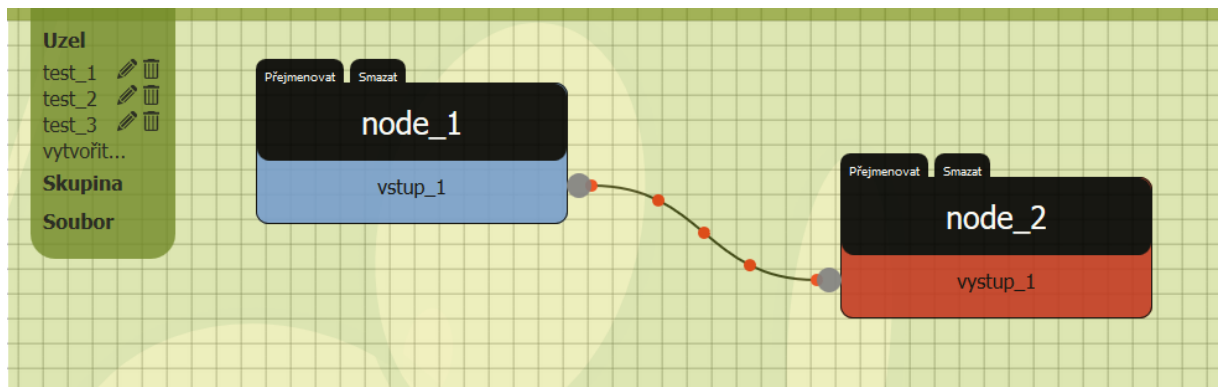 Uzel
test_1
test_2
test_3
vytvořit...
Skupina
Soubor
Přejmenovat Smazat
node_1
vstup_1
Přejmenovat Smazat
node_2
vystup_1